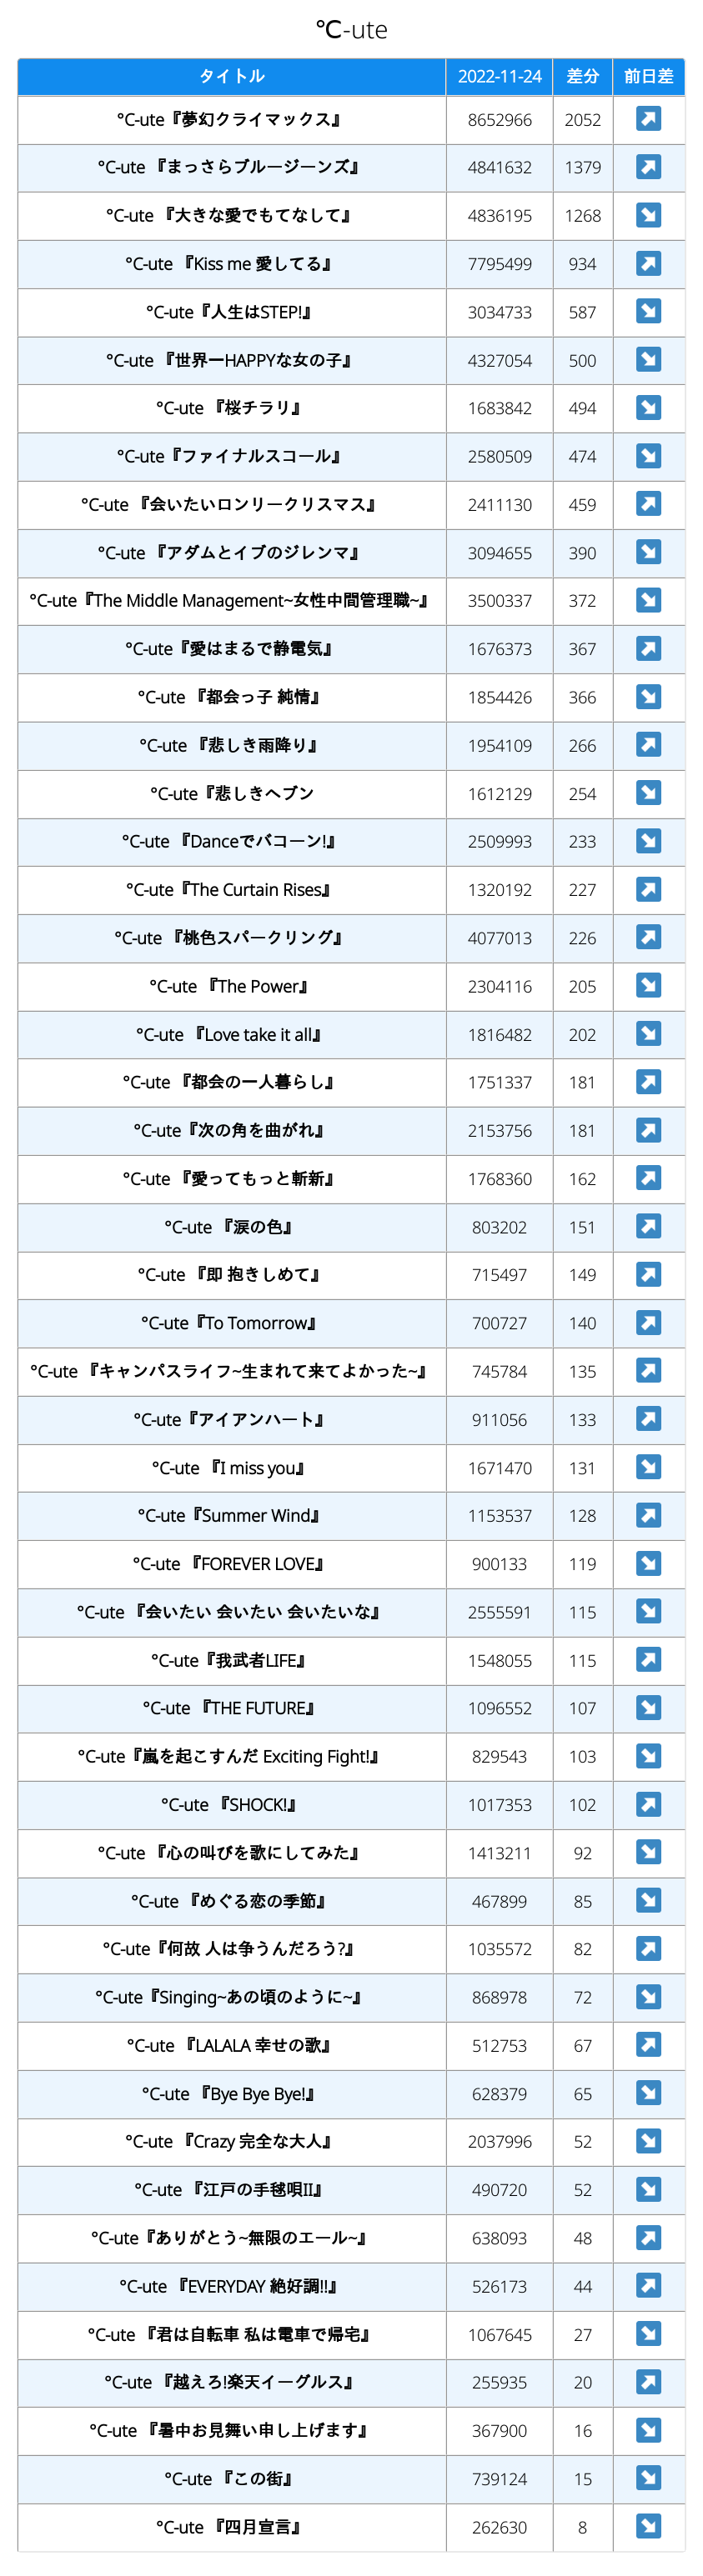 ℃-ute
タイトル 2022-11-24 差分 前日差
°C-ute『夢幻クライマックス』 8652966 2052 ↗
°C-ute 『まっさらブルージーンズ』 4841632 1379 ↗
°C-ute 『大きな愛でもてなして』 4836195 1268 ↘
°C-ute 『Kiss me 愛してる』 7795499 934 ↗
°C-ute『人生はSTEP!』 3034733 587 ↘
°C-ute 『世界一HAPPYな女の子』 4327054 500 ↘
°C-ute 『桜チラリ』 1683842 494 ↘
°C-ute『ファイナルスコール』 2580509 474 ↘
°C-ute 『会いたいロンリークリスマス』 2411130 459 ↗
°C-ute 『アダムとイブのジレンマ』 3094655 390 ↘
°C-ute『The Middle Management~女性中間管理職~』 3500337 372 ↘
°C-ute『愛はまるで静電気』 1676373 367 ↗
°C-ute 『都会っ子 純情』 1854426 366 ↘
°C-ute 『悲しき雨降り』 1954109 266 ↗
°C-ute『悲しきヘブン 1612129 254 ↘
°C-ute 『Danceでバコーン!』 2509993 233 ↘
°C-ute『The Curtain Rises』 1320192 227 ↗
°C-ute 『桃色スパークリング』 4077013 226 ↗
°C-ute 『The Power』 2304116 205 ↘
°C-ute 『Love take it all』 1816482 202 ↘
°C-ute 『都会の一人暮らし』 1751337 181 ↗
°C-ute『次の角を曲がれ』 2153756 181 ↗
°C-ute 『愛ってもっと斬新』 1768360 162 ↗
°C-ute 『涙の色』 803202 151 ↗
°C-ute 『即 抱きしめて』 715497 149 ↗
°C-ute『To Tomorrow』 700727 140 ↗
°C-ute 『キャンパスライフ~生まれて来てよかった~』 745784 135 ↗
°C-ute『アイアンハート』 911056 133 ↗
°C-ute 『I miss you』 1671470 131 ↘
°C-ute『Summer Wind』 1153537 128 ↗
°C-ute 『FOREVER LOVE』 900133 119 ↘
°C-ute 『会いたい 会いたい 会いたいな』 2555591 115 ↘
°C-ute『我武者LIFE』 1548055 115 ↗
°C-ute 『THE FUTURE』 1096552 107 ↘
°C-ute『嵐を起こすんだ Exciting Fight!』 829543 103 ↘
°C-ute 『SHOCK!』 1017353 102 ↗
°C-ute 『心の叫びを歌にしてみた』 1413211 92 ↘
°C-ute 『めぐる恋の季節』 467899 85 ↘
°C-ute『何故 人は争うんだろう?』 1035572 82 ↗
°C-ute『Singing~あの頃のように~』 868978 72 ↘
°C-ute 『LALALA 幸せの歌』 512753 67 ↗
°C-ute 『Bye Bye Bye!』 628379 65 ↘
°C-ute 『Crazy 完全な大人』 2037996 52 ↘
°C-ute 『江戸の手毬唄II』 490720 52 ↘
°C-ute『ありがとう~無限のエール~』 638093 48 ↗
°C-ute 『EVERYDAY 絶好調!!』 526173 44 ↗
°C-ute 『君は自転車 私は電車で帰宅』 1067645 27 ↘
°C-ute 『越えろ!楽天イーグルス』 255935 20 ↗
°C-ute 『暑中お見舞い申し上げます』 367900 16 ↘
°C-ute 『この街』 739124 15 ↘
°C-ute 『四月宣言』 262630 8 ↘